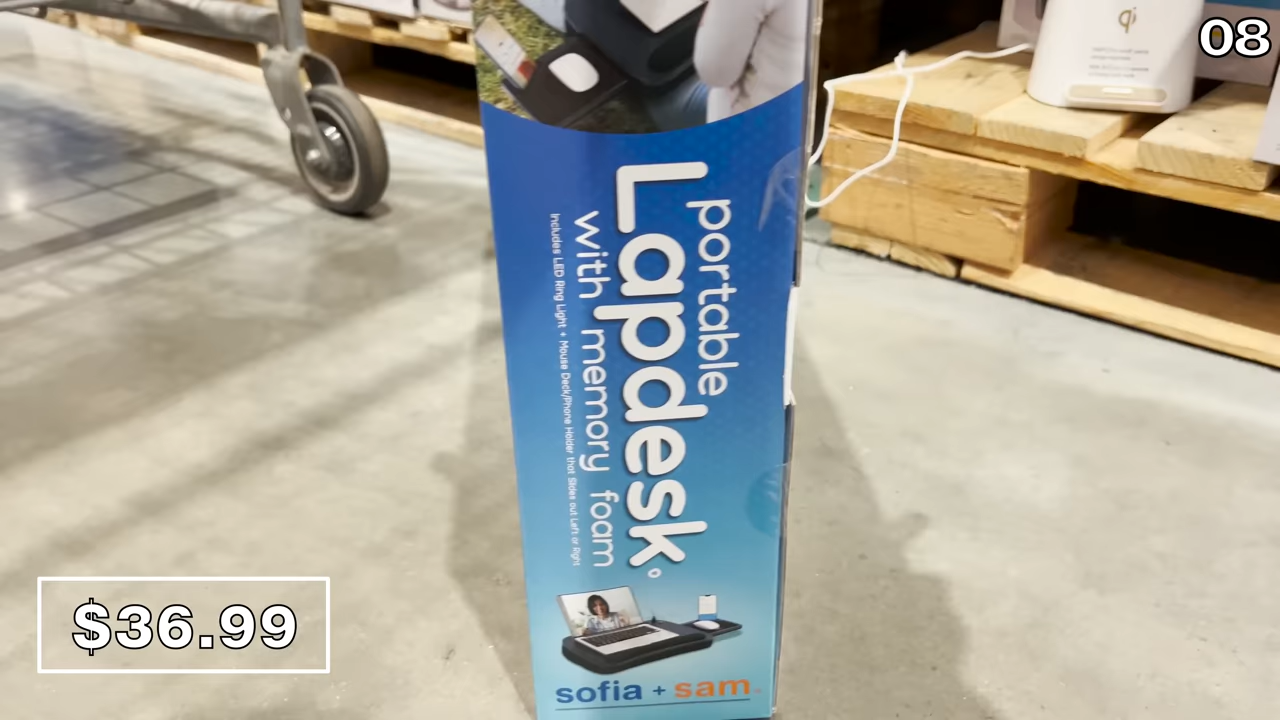 08
portable
Lapdesk
with memory foam
Includes LED Ring Light + Mouse Deck/Phone Holder that Slides out Left or Right
sofia + sam
$36.99
qi